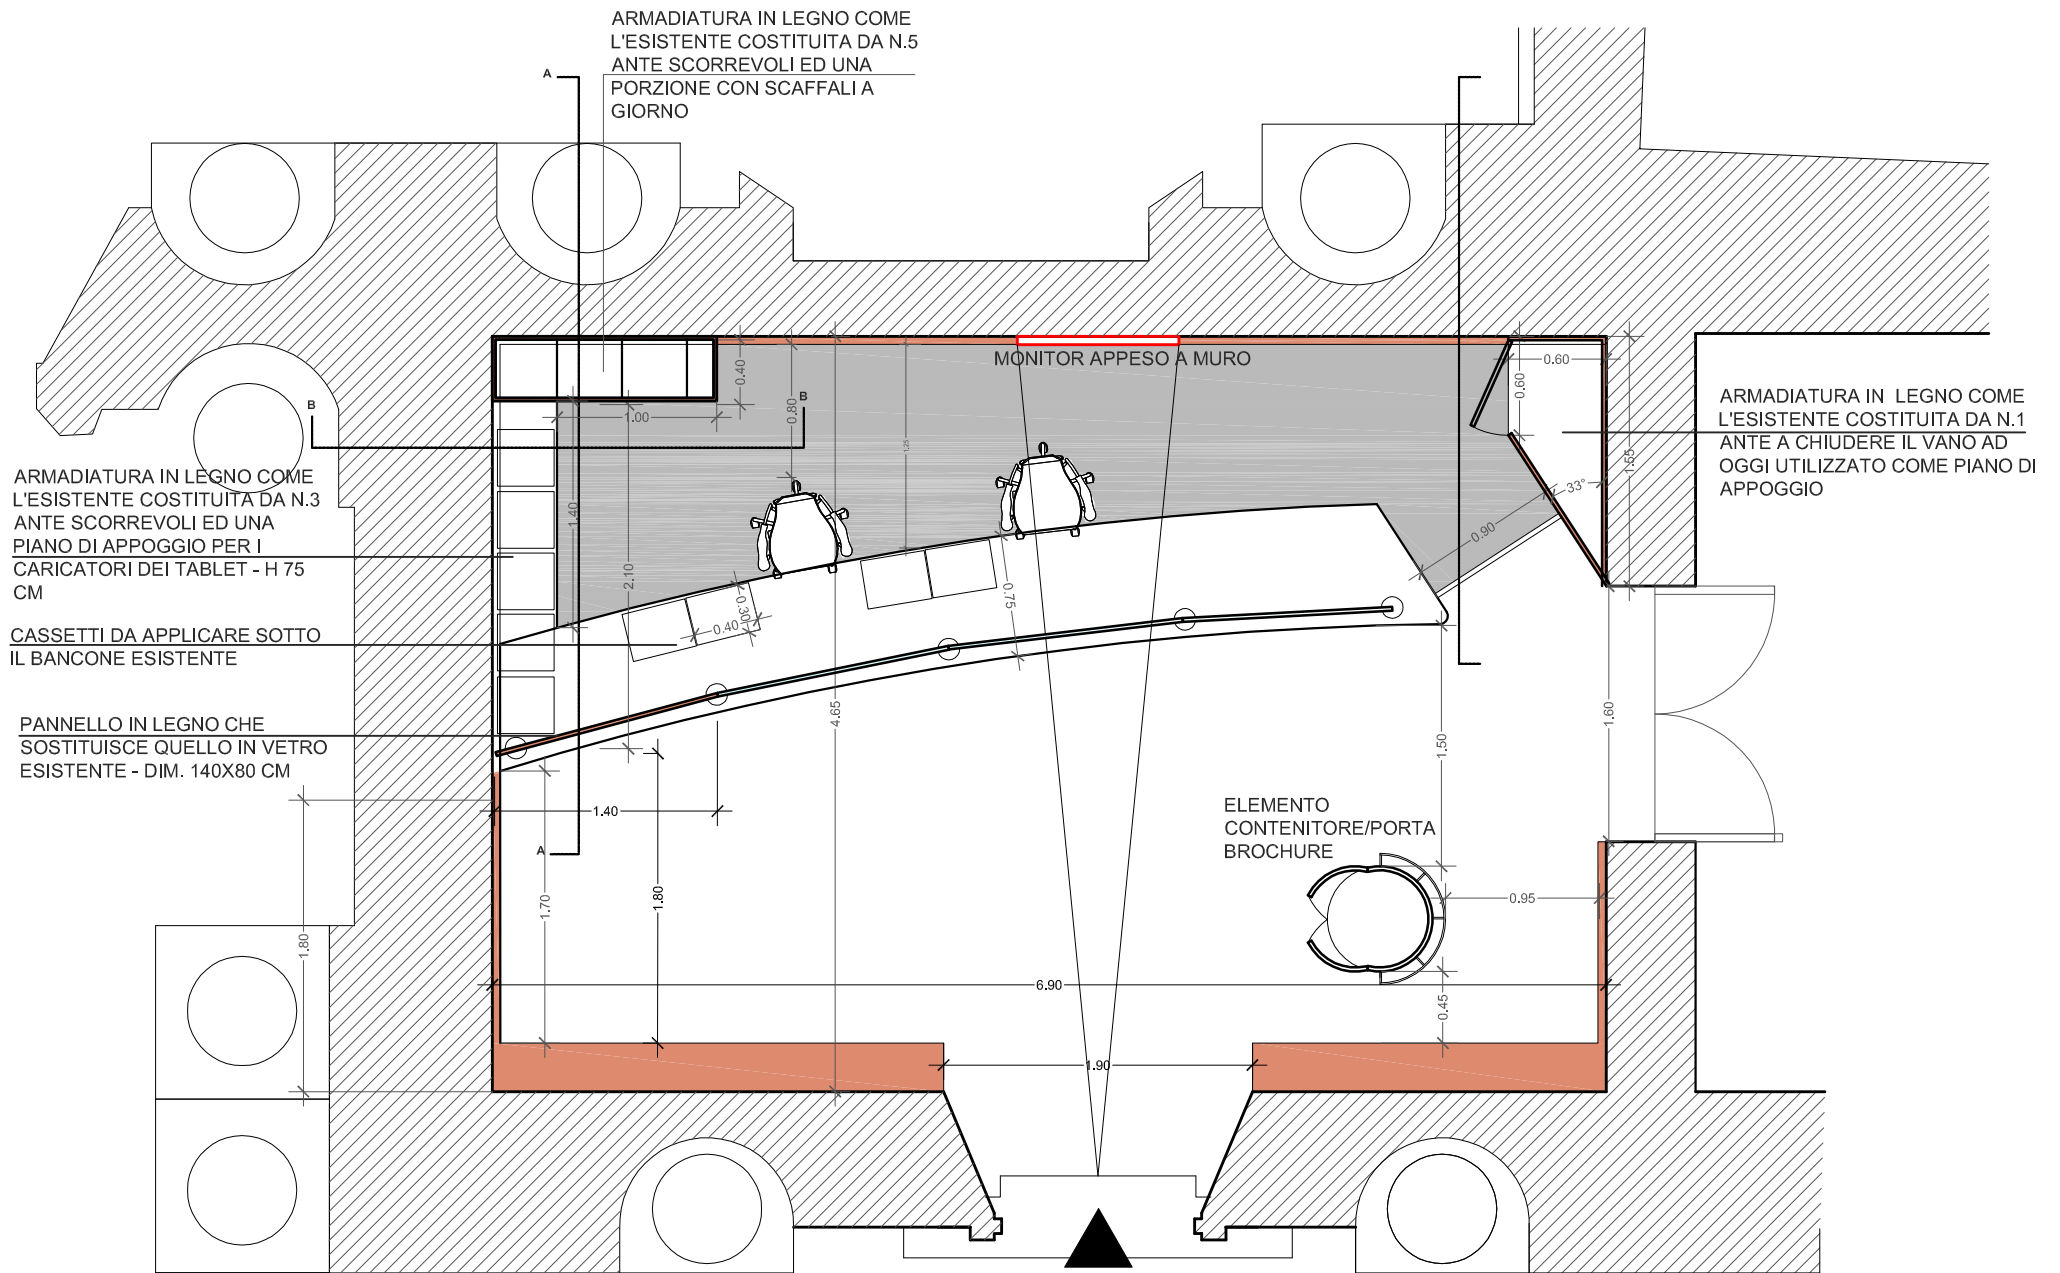 ARMADIATURA IN LEGNO COME
L'ESISTENTE COSTITUITA DA N.5
ANTE SCORREVOLI ED UNA
PORZIONE CON SCAFFALI A
GIORNO
A
MONITOR APPESO A MURO
0.40
0.80
1.00
B
B
1.25
0.60
0.60
1.55
33°
0.90
ARMADIATURA IN LEGNO COME
L'ESISTENTE COSTITUITA DA N.1
ANTE A CHIUDERE IL VANO AD
OGGI UTILIZZATO COME PIANO DI
APPOGGIO
ARMADIATURA IN LEGNO COME
L'ESISTENTE COSTITUITA DA N.3
ANTE SCORREVOLI ED UNA
PIANO DI APPOGGIO PER I
CARICATORI DEI TABLET - H 75
CM
1.40
2.10
0.30
0.40
0.75
CASSETTI DA APPLICARE SOTTO
IL BANCONE ESISTENTE
PANNELLO IN LEGNO CHE
SOSTITUISCE QUELLO IN VETRO
ESISTENTE - DIM. 140X80 CM
4.65
1.60
1.50
1.40
A
ELEMENTO
CONTENITORE/PORTA
BROCHURE
1.80
1.70
1.80
0.95
6.90
0.45
1.90